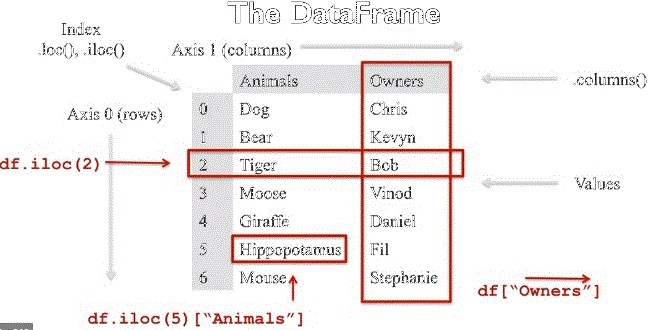 The DataFrame
Index
.loc(), .iloc()
Axis 1 (columns)
Animals Owners
.columns()
Axis 0 (rows)
0 Dog Chris
1 Bear Kevyn
df.iloc(2)
2 Tiger Bob
3 Moose Vinod
Values
4 Giraffe Daniel
5 Hippopotamus Fil
6 Mouse Stephanie
df["Owners"]
df.iloc(5)["Animals"]